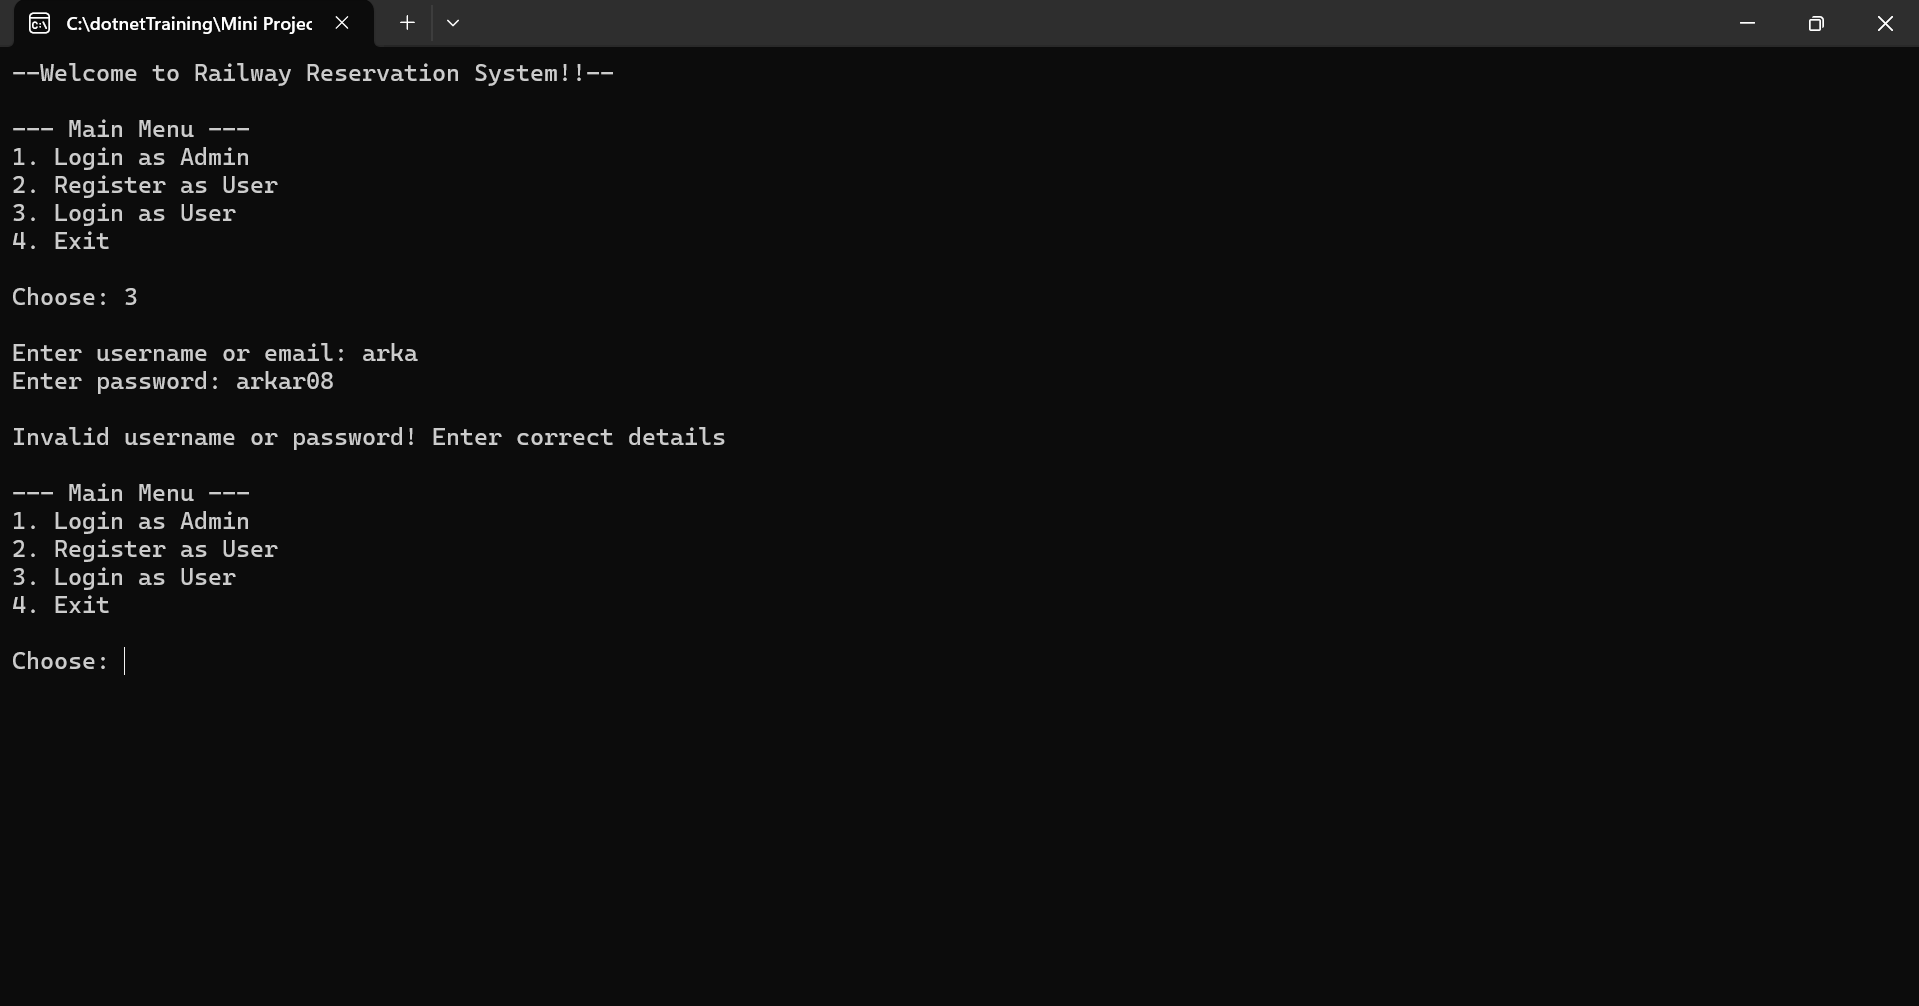 C:\dotnetTraining\Mini Projec
--Welcome to Railway Reservation System!!--
--- Main Menu ---
1. Login as Admin
2. Register as User
3. Login as User
4. Exit
Choose: 3
Enter username or email: arka
Enter password: arkar08
Invalid username or password! Enter correct details
--- Main Menu ---
1. Login as Admin
2. Register as User
3. Login as User
4. Exit
Choose: